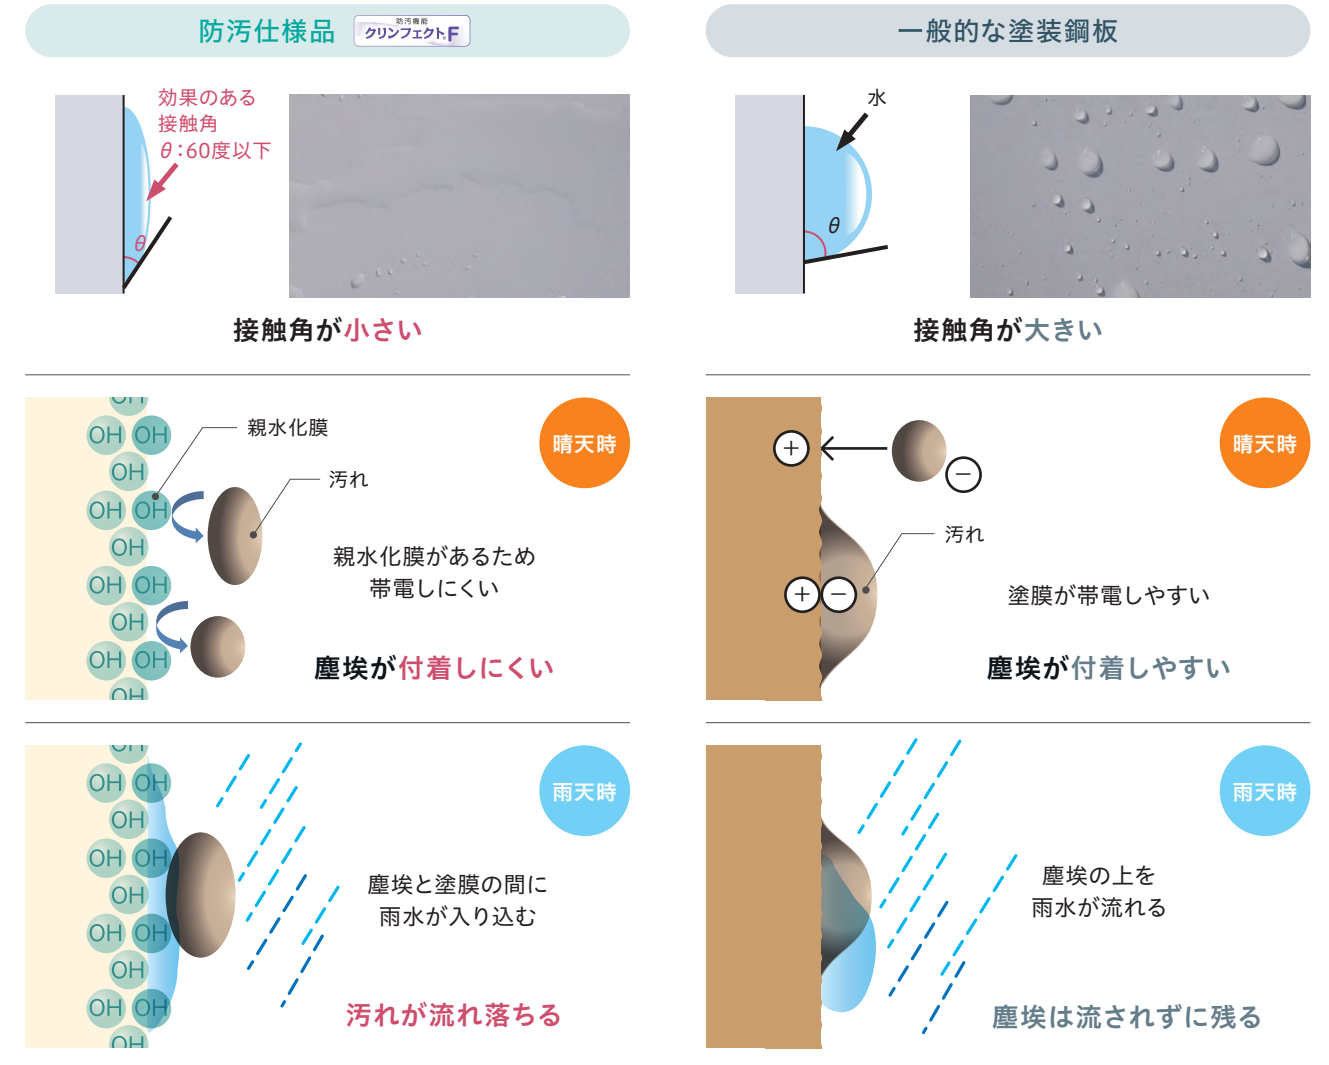 防汚仕様品
防汚機能
クリンフェクト®F
一般的な塗装鋼板
効果のある
接触角
θ:60度以下
θ
接触角が小さい
水
θ
接触角が大きい
OH
OH OH
OH
OH OH
OH
OH OH
OH
OH OH
OH
親水化膜
汚れ
晴天時
親水化膜があるため
帯電しにくい
塵埃が付着しにくい
+
−
晴天時
汚れ
+ −
塗膜が帯電しやすい
塵埃が付着しやすい
OH
OH OH
OH
OH OH
OH
OH OH
OH
OH OH
OH
雨天時
塵埃と塗膜の間に
雨水が入り込む
汚れが流れ落ちる
雨天時
塵埃の上を
雨水が流れる
塵埃は流されずに残る